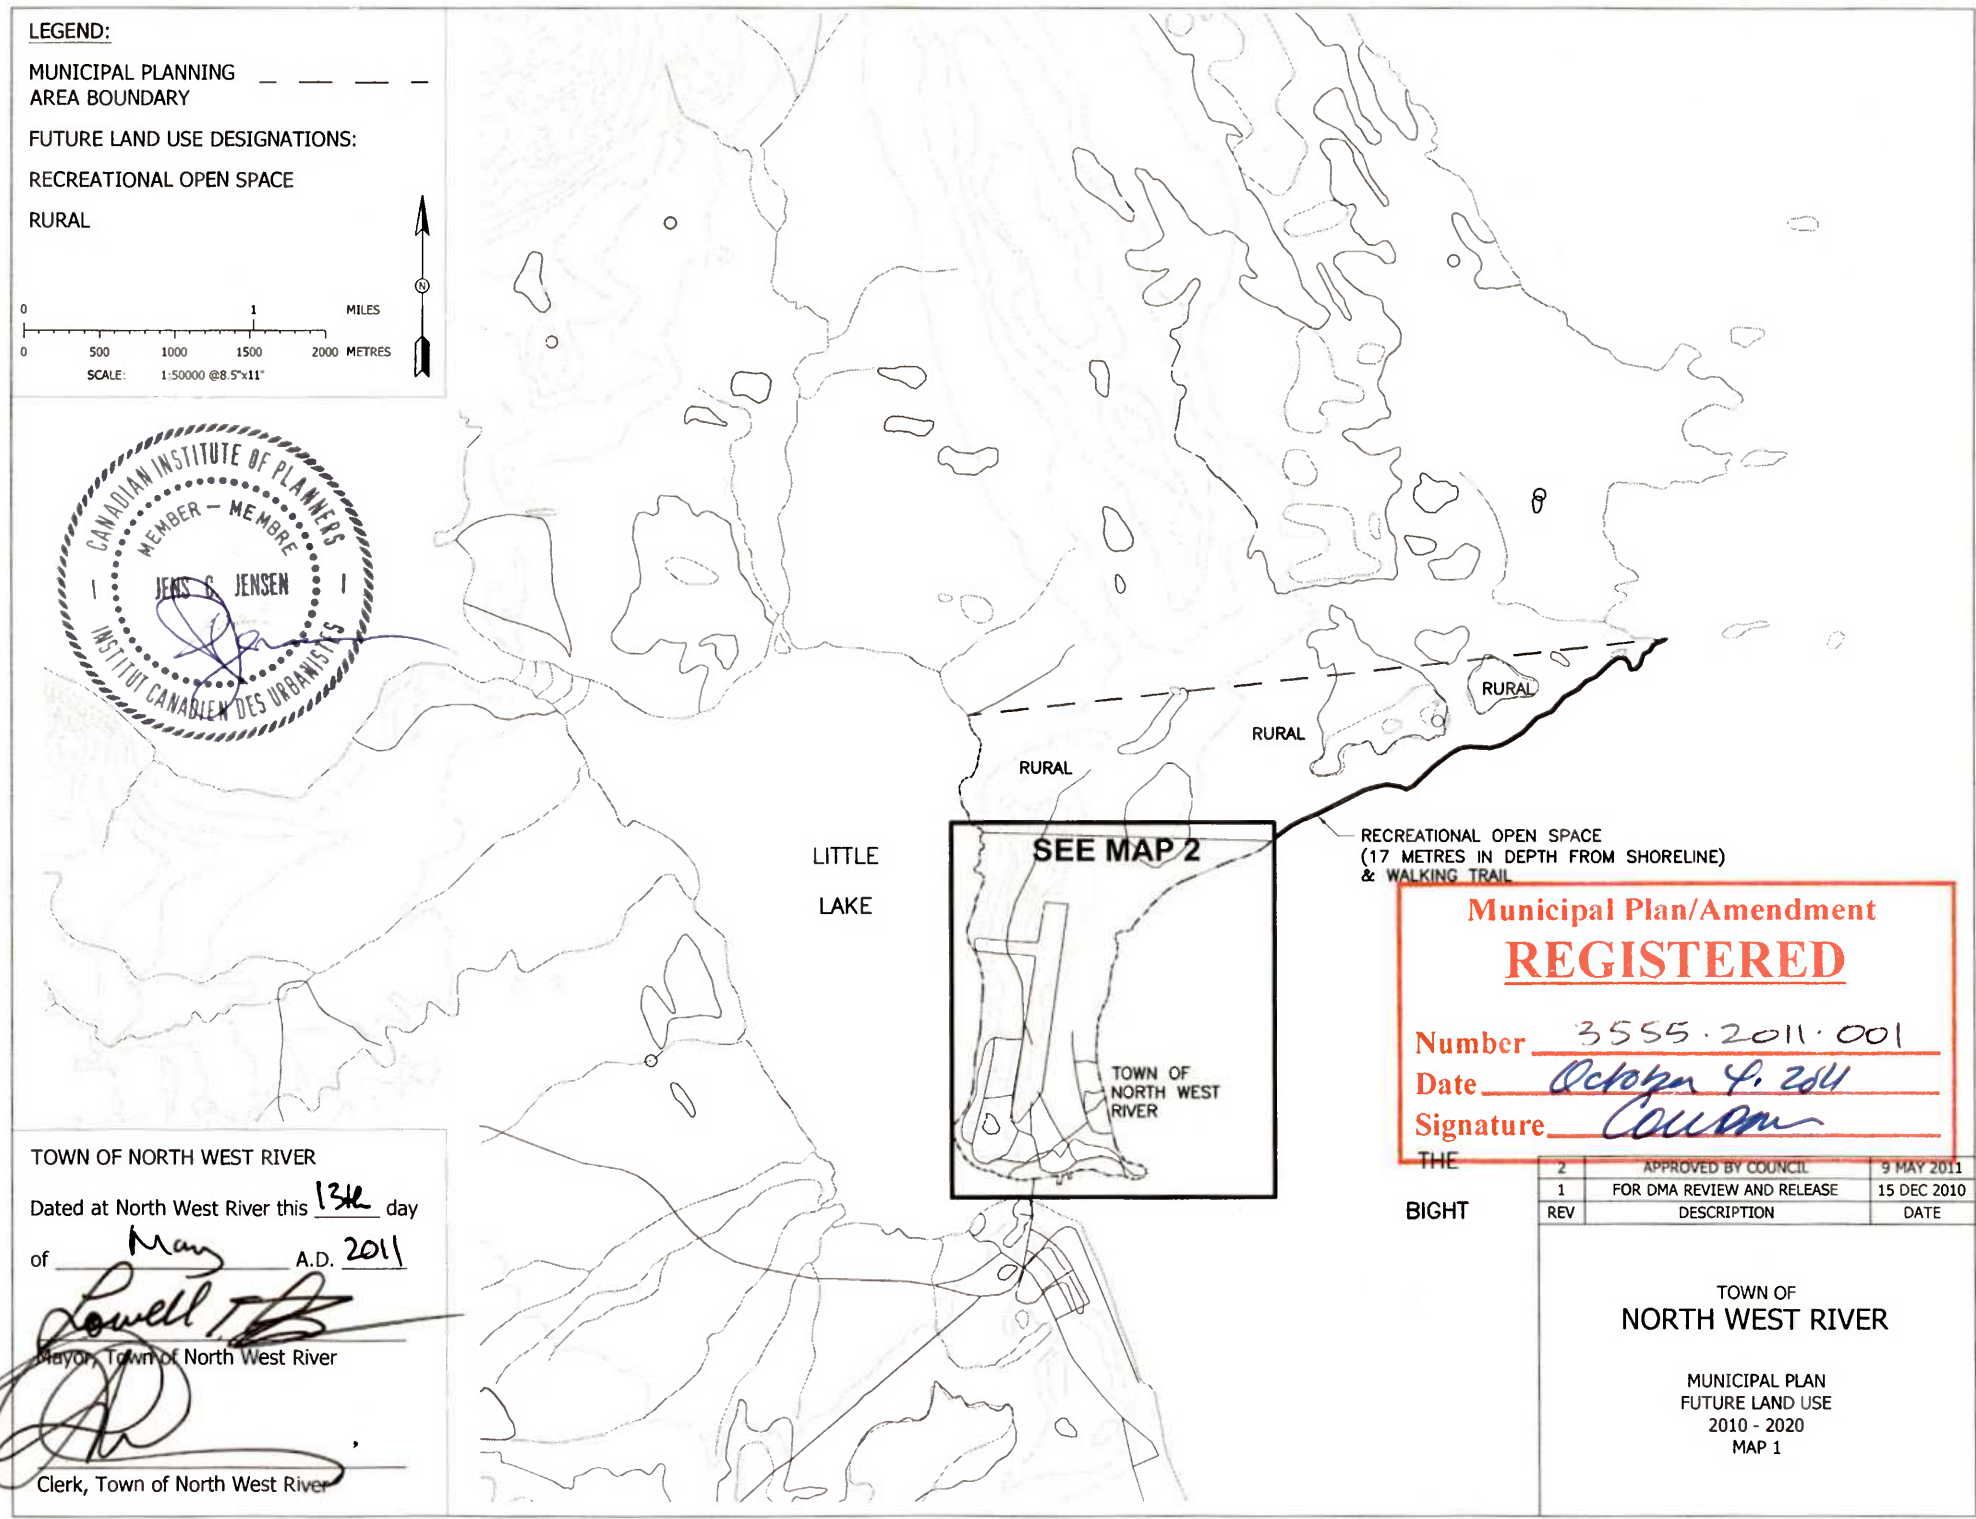 LEGEND:
MUNICIPAL PLANNING
AREA BOUNDARY
FUTURE LAND USE DESIGNATIONS:
RECREATIONAL OPEN SPACE
RURAL
N
0 1 MILES
0 500 1000 1500 2000 METRES
SCALE: 1:50000 @8.5"x11"
CANADIAN INSTITUTE OF PLANNERS
MEMBER - MEMBRE
JENS C. JENSEN
INSTITUT CANADIEN DES URBANISTES
RURAL
RURAL
RURAL
LITTLE
LAKE
SEE MAP 2
RECREATIONAL OPEN SPACE
(17 METRES IN DEPTH FROM SHORELINE)
& WALKING TRAIL
TOWN OF
NORTH WEST
RIVER
Municipal Plan/Amendment
REGISTERED
Number 3555.2011.001
Date October 4. 2011
Signature
THE
BIGHT
TOWN OF NORTH WEST RIVER
Dated at North West River this 13th day
of May A.D. 2011
Lowell
Mayor, Town of North West River
Clerk, Town of North West River
2 APPROVED BY COUNCIL 9 MAY 2011
1 FOR DMA REVIEW AND RELEASE 15 DEC 2010
REV DESCRIPTION DATE
TOWN OF
NORTH WEST RIVER
MUNICIPAL PLAN
FUTURE LAND USE
2010 - 2020
MAP 1